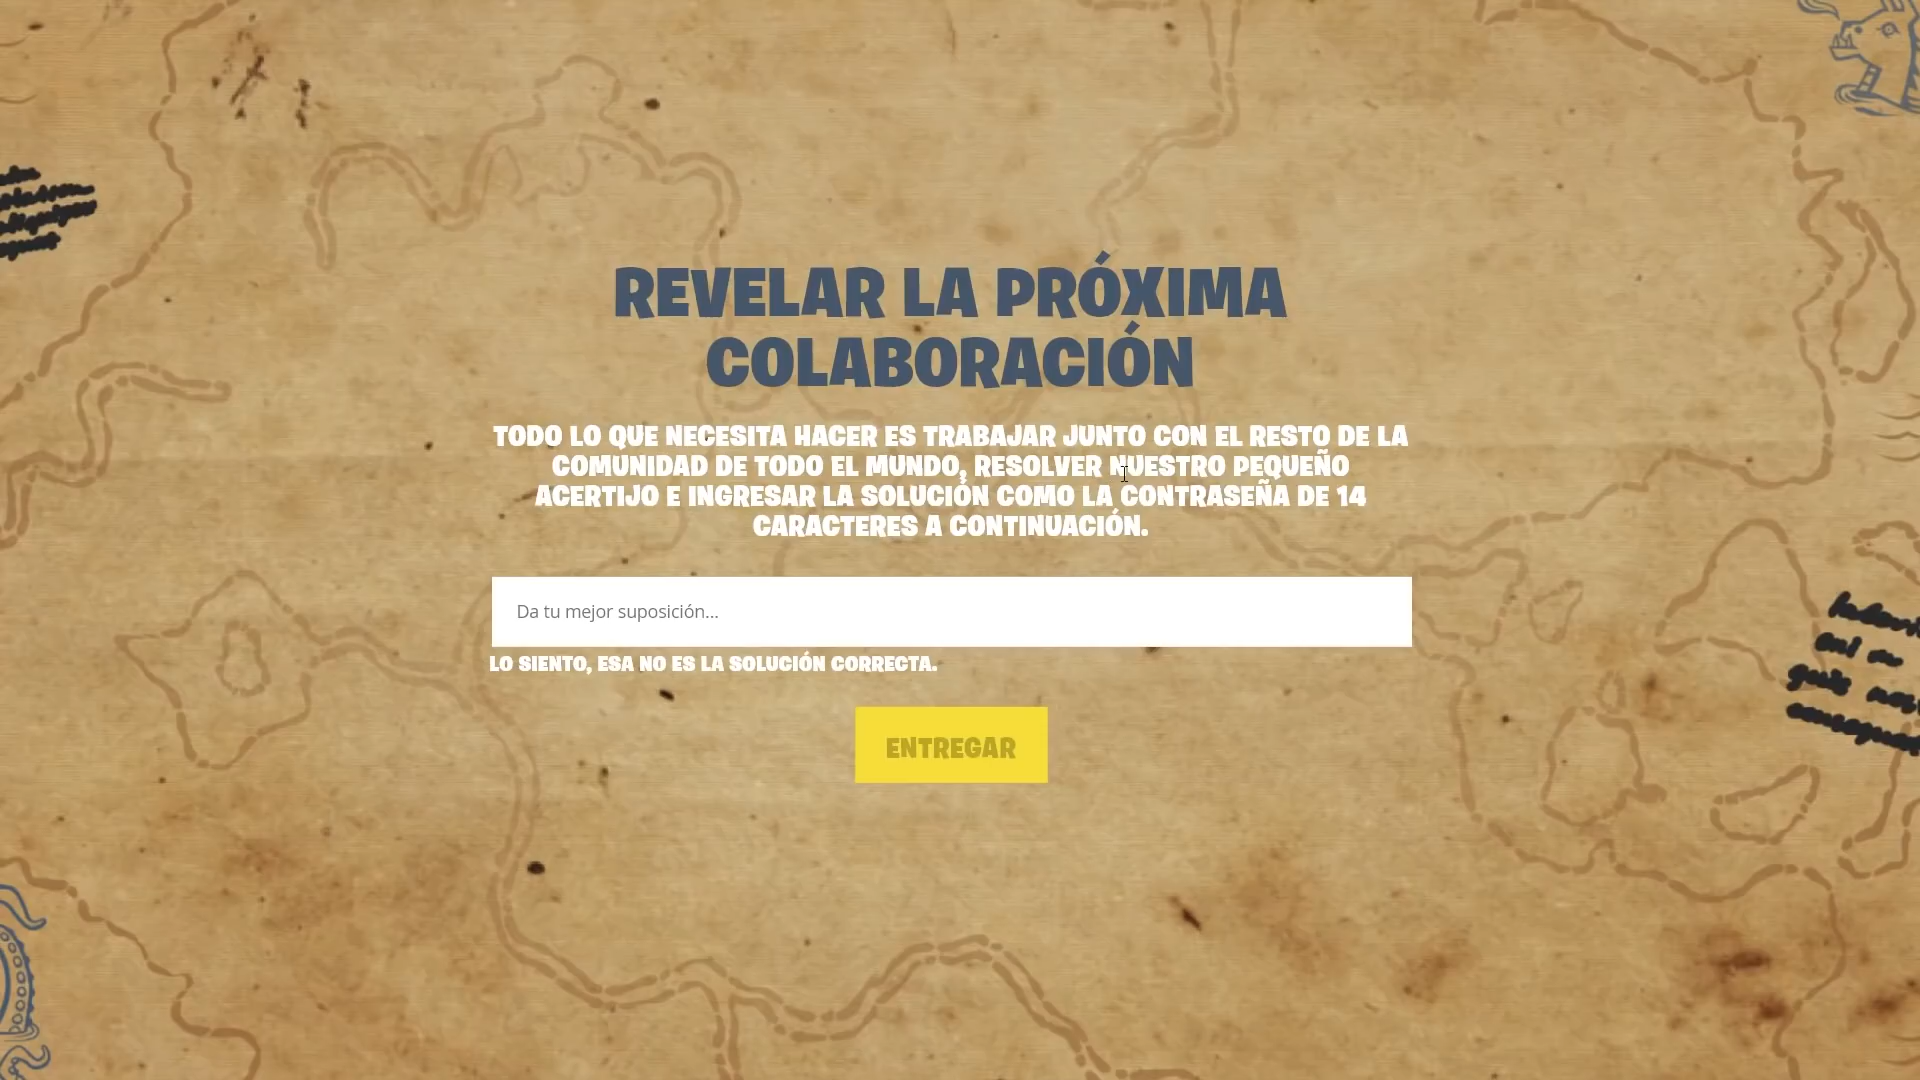 REVELAR LA PRÓXIMA
COLABORACIÓN
TODO LO QUE NECESITA HACER ES TRABAJAR JUNTO CON EL RESTO DE LA
COMUNIDAD DE TODO EL MUNDO, RESOLVER NUESTRO PEQUEÑO
ACERTIJO E INGRESAR LA SOLUCIÓN COMO LA CONTRASEÑA DE 14
CARACTERES A CONTINUACIÓN.
Da tu mejor suposición...
LO SIENTO, ESA NO ES LA SOLUCIÓN CORRECTA.
ENTREGAR